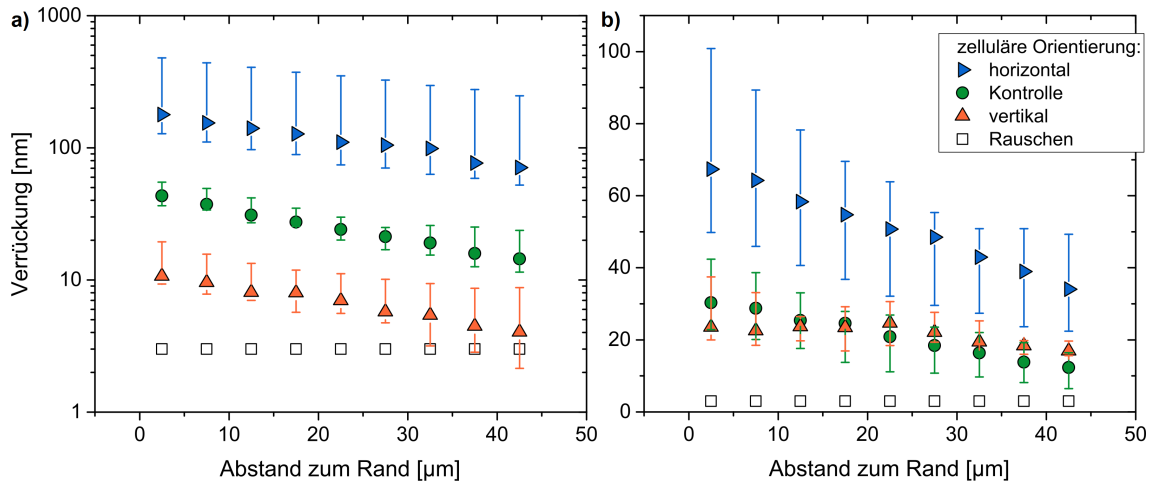 a)
1000
100
10
1
Verrückung [nm]
0
10
20
30
40
50
Abstand zum Rand [µm]
b)
100
80
60
40
20
0
zelluläre Orientierung:
horizontal
Kontrolle
vertikal
Rauschen
0
10
20
30
40
50
Abstand zum Rand [µm]